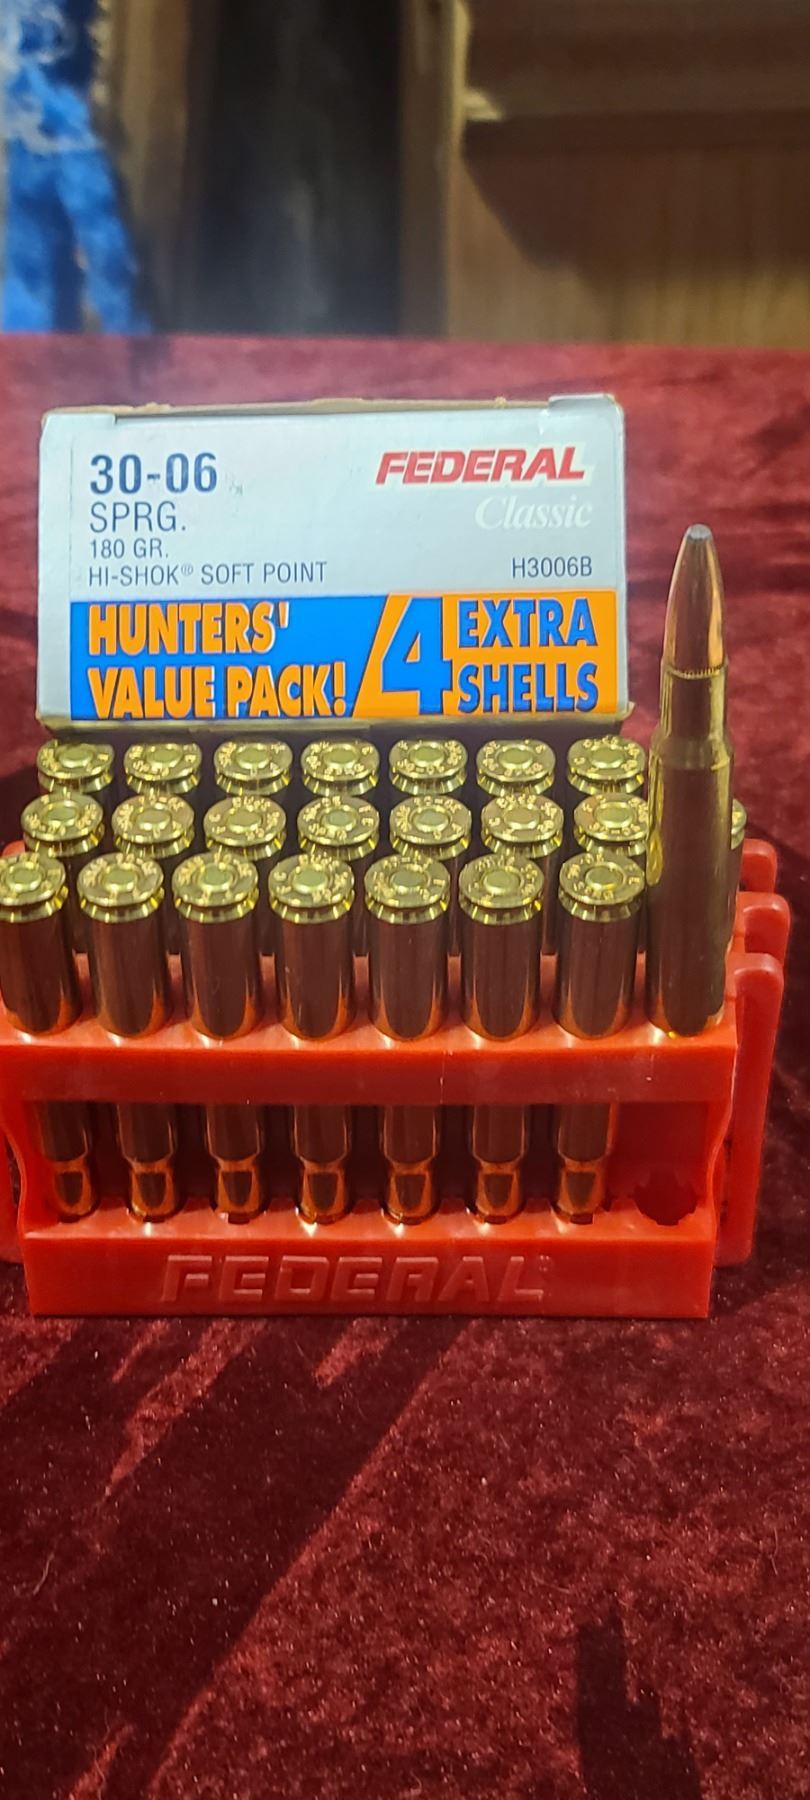 30-06
SPRG.
180 GR.
HI-SHOK® SOFT POINT
FEDERAL
Classic
H3006B
HUNTERS'
VALUE PACK!
4
EXTRA
SHELLS
FEDERAL